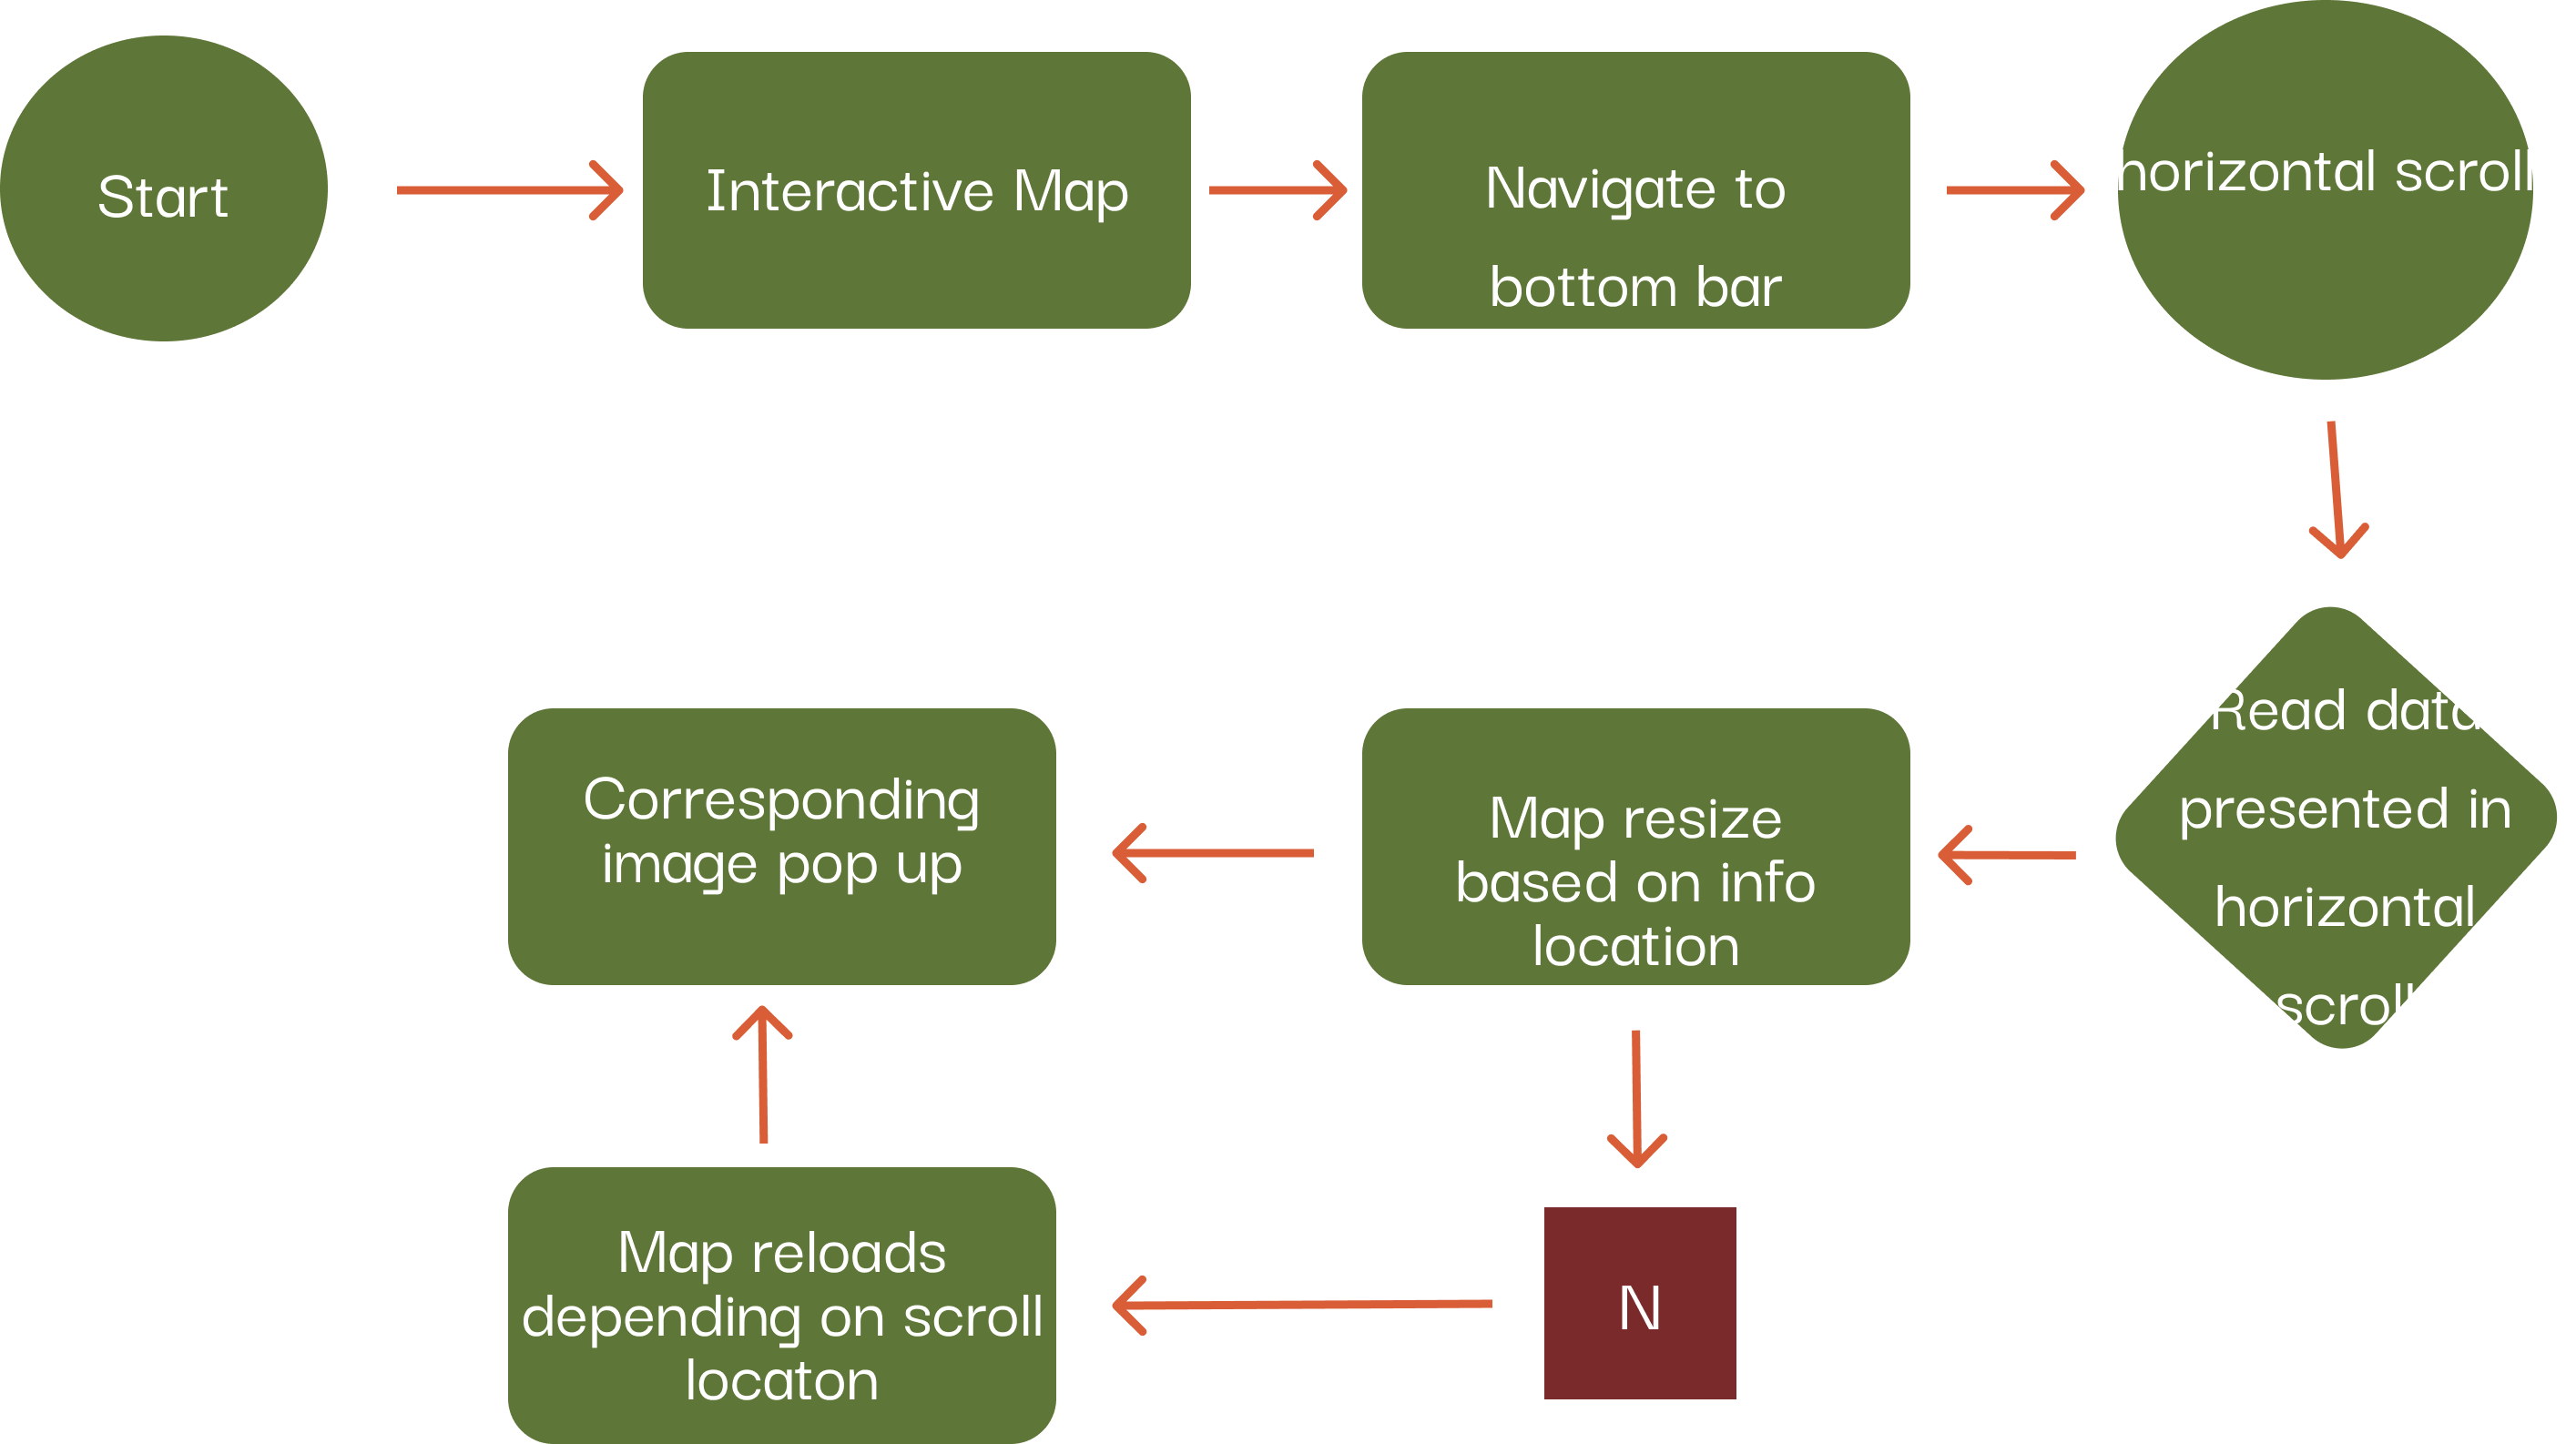 Start
Interactive Map
Navigate to
bottom bar
horizontal scroll
Read data
presented in
horizontal
scroll
Map resize
based on info
location
Corresponding
image pop up
N
Map reloads
depending on scroll
locaton